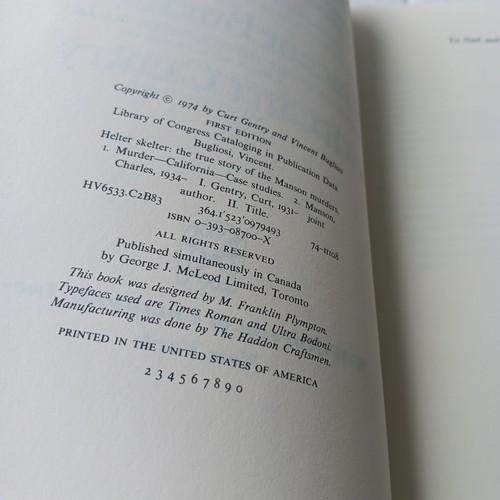 Copyright © 1974 by Curt Gentry and Vincent Bugliosi
FIRST EDITION
Library of Congress Cataloging in Publication Data
Bugliosi, Vincent.
Helter skelter: the true story of the Manson murders.
1. Murder—California—Case studies. 2. Manson,
Charles, 1934– I. Gentry, Curt, 1931– joint
author. II. Title.
HV6533.C2B83 364.1'523'0979493 74-11108
ISBN 0-393-08700-X
ALL RIGHTS RESERVED
Published simultaneously in Canada
by George J. McLeod Limited, Toronto
This book was designed by M. Franklin Plympton.
Typefaces used are Times Roman and Ultra Bodoni.
Manufacturing was done by The Haddon Craftsmen.
PRINTED IN THE UNITED STATES OF AMERICA
2 3 4 5 6 7 8 9 0